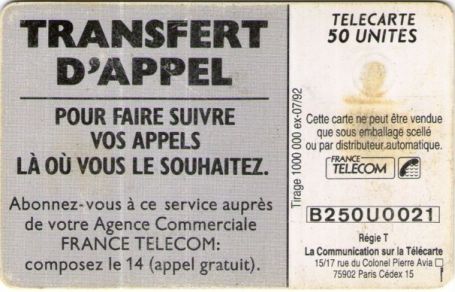 TRANSFERT
D'APPEL
POUR FAIRE SUIVRE
VOS APPELS
LÀ OÙ VOUS LE SOUHAITEZ.
Abonnez-vous à ce service auprès
de votre Agence Commerciale
FRANCE TELECOM:
composez le 14 (appel gratuit).
Tirage 1000 000 ex-07/92
TELECARTE
50 UNITES
Cette carte ne peut être vendue
que sous emballage scellé
ou par distributeur automatique.
FRANCE
TELECOM
B250U0021
Régie T
La Communication sur la Télécarte
15/17 rue du Colonel Pierre Avia
75902 Paris Cédex 15